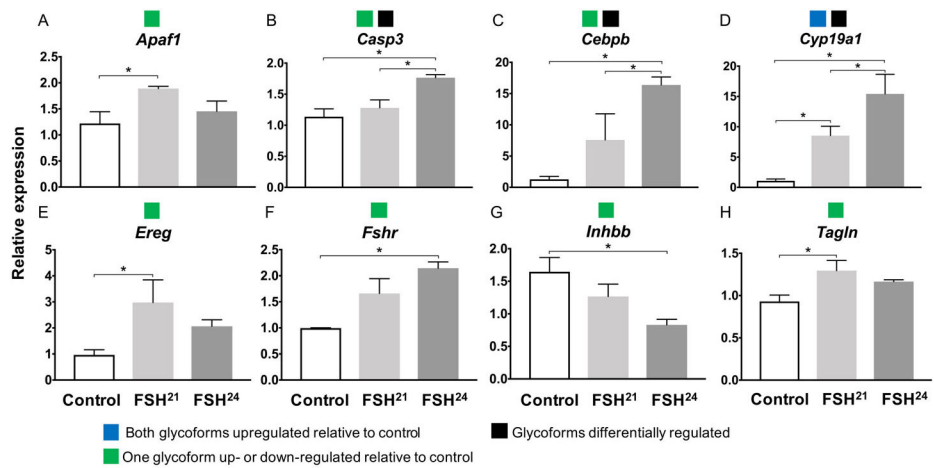 A
Apaf1
B
Casp3
C
Cebpb
D
Cyp19a1
Relative expression
2.0
1.5
1.0
0.5
0.0
*
2.0
1.5
1.0
0.5
0.0
*
*
20
15
10
5
0
*
*
20
15
10
5
0
*
*
*
E
Ereg
F
Fshr
G
Inhbb
H
Tagln
5
4
3
2
1
0
*
2.5
2.0
1.5
1.0
0.5
0.0
*
2.0
1.5
1.0
0.5
0.0
*
1.5
1.0
0.5
0.0
*
Control FSH²¹ FSH²⁴
Control FSH²¹ FSH²⁴
Control FSH²¹ FSH²⁴
Control FSH²¹ FSH²⁴
Both glycoforms upregulated relative to control
Glycoforms differentially regulated
One glycoform up- or down-regulated relative to control